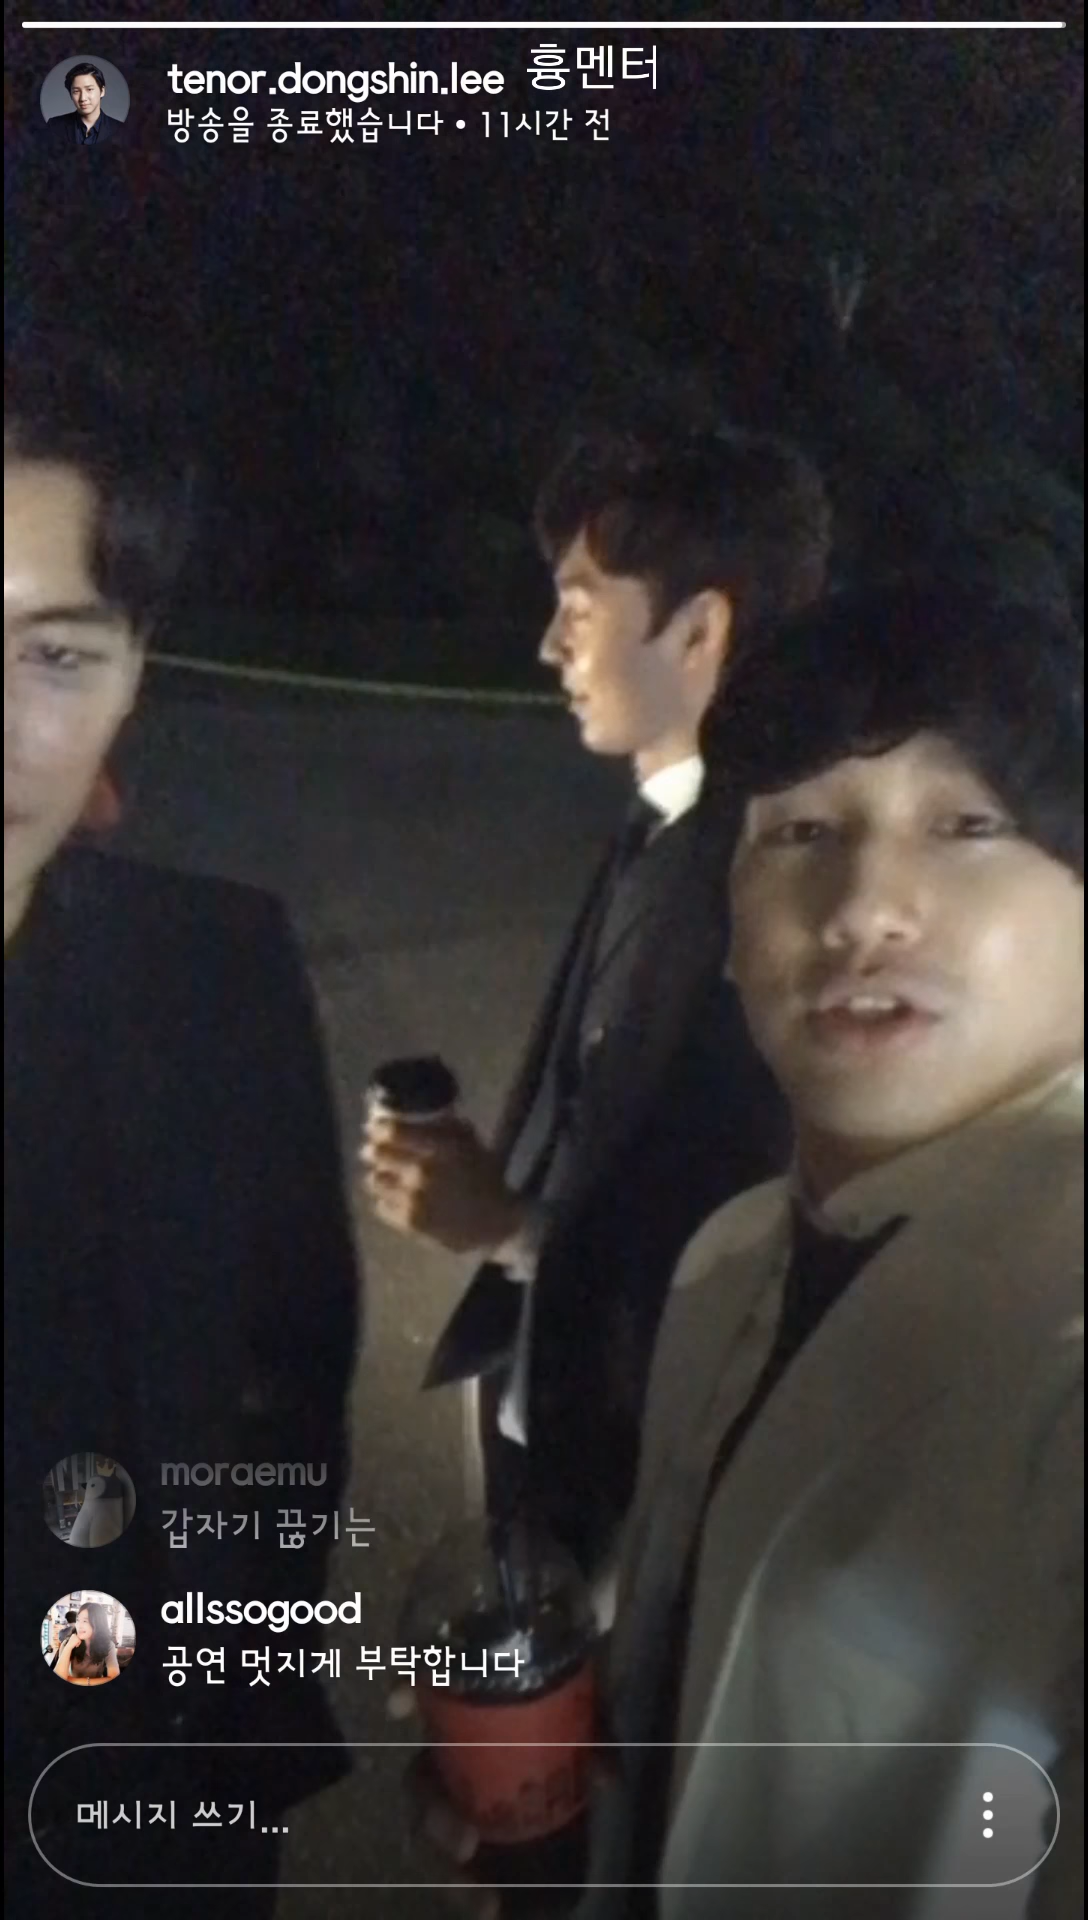 tenor.dongshin.lee 흉멘터
방송을 종료했습니다 • 11시간 전
moraemu
갑자기 끊기는
allssogood
공연 멋지게 부탁합니다
메시지 쓰기...